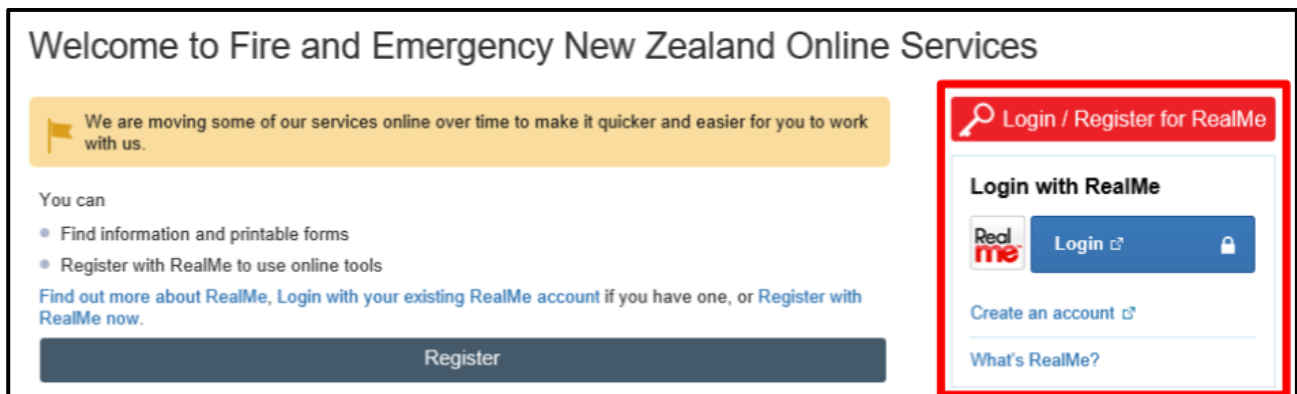 Welcome to Fire and Emergency New Zealand Online Services
We are moving some of our services online over time to make it quicker and easier for you to work
with us.
You can
Find information and printable forms
Register with RealMe to use online tools
Find out more about RealMe, Login with your existing RealMe account if you have one, or Register with
RealMe now.
Register
Login / Register for RealMe
Login with RealMe
Real
me
Login
Create an account
What's RealMe?